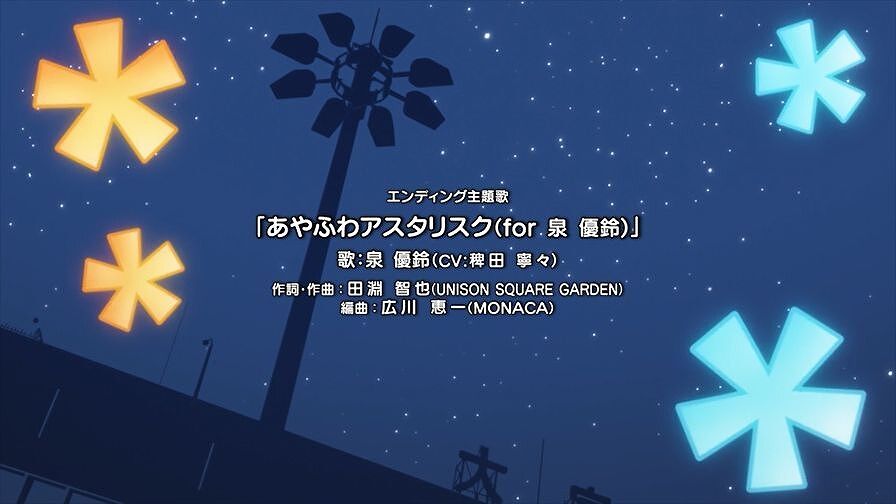 エンディング主題歌
「あやふわアスタリスク(for 泉 優鈴)」
歌:泉 優鈴(CV:稗田 寧々)
作詞・作曲:田淵 智也(UNISON SQUARE GARDEN)
編曲:広川 恵一(MONACA)
大